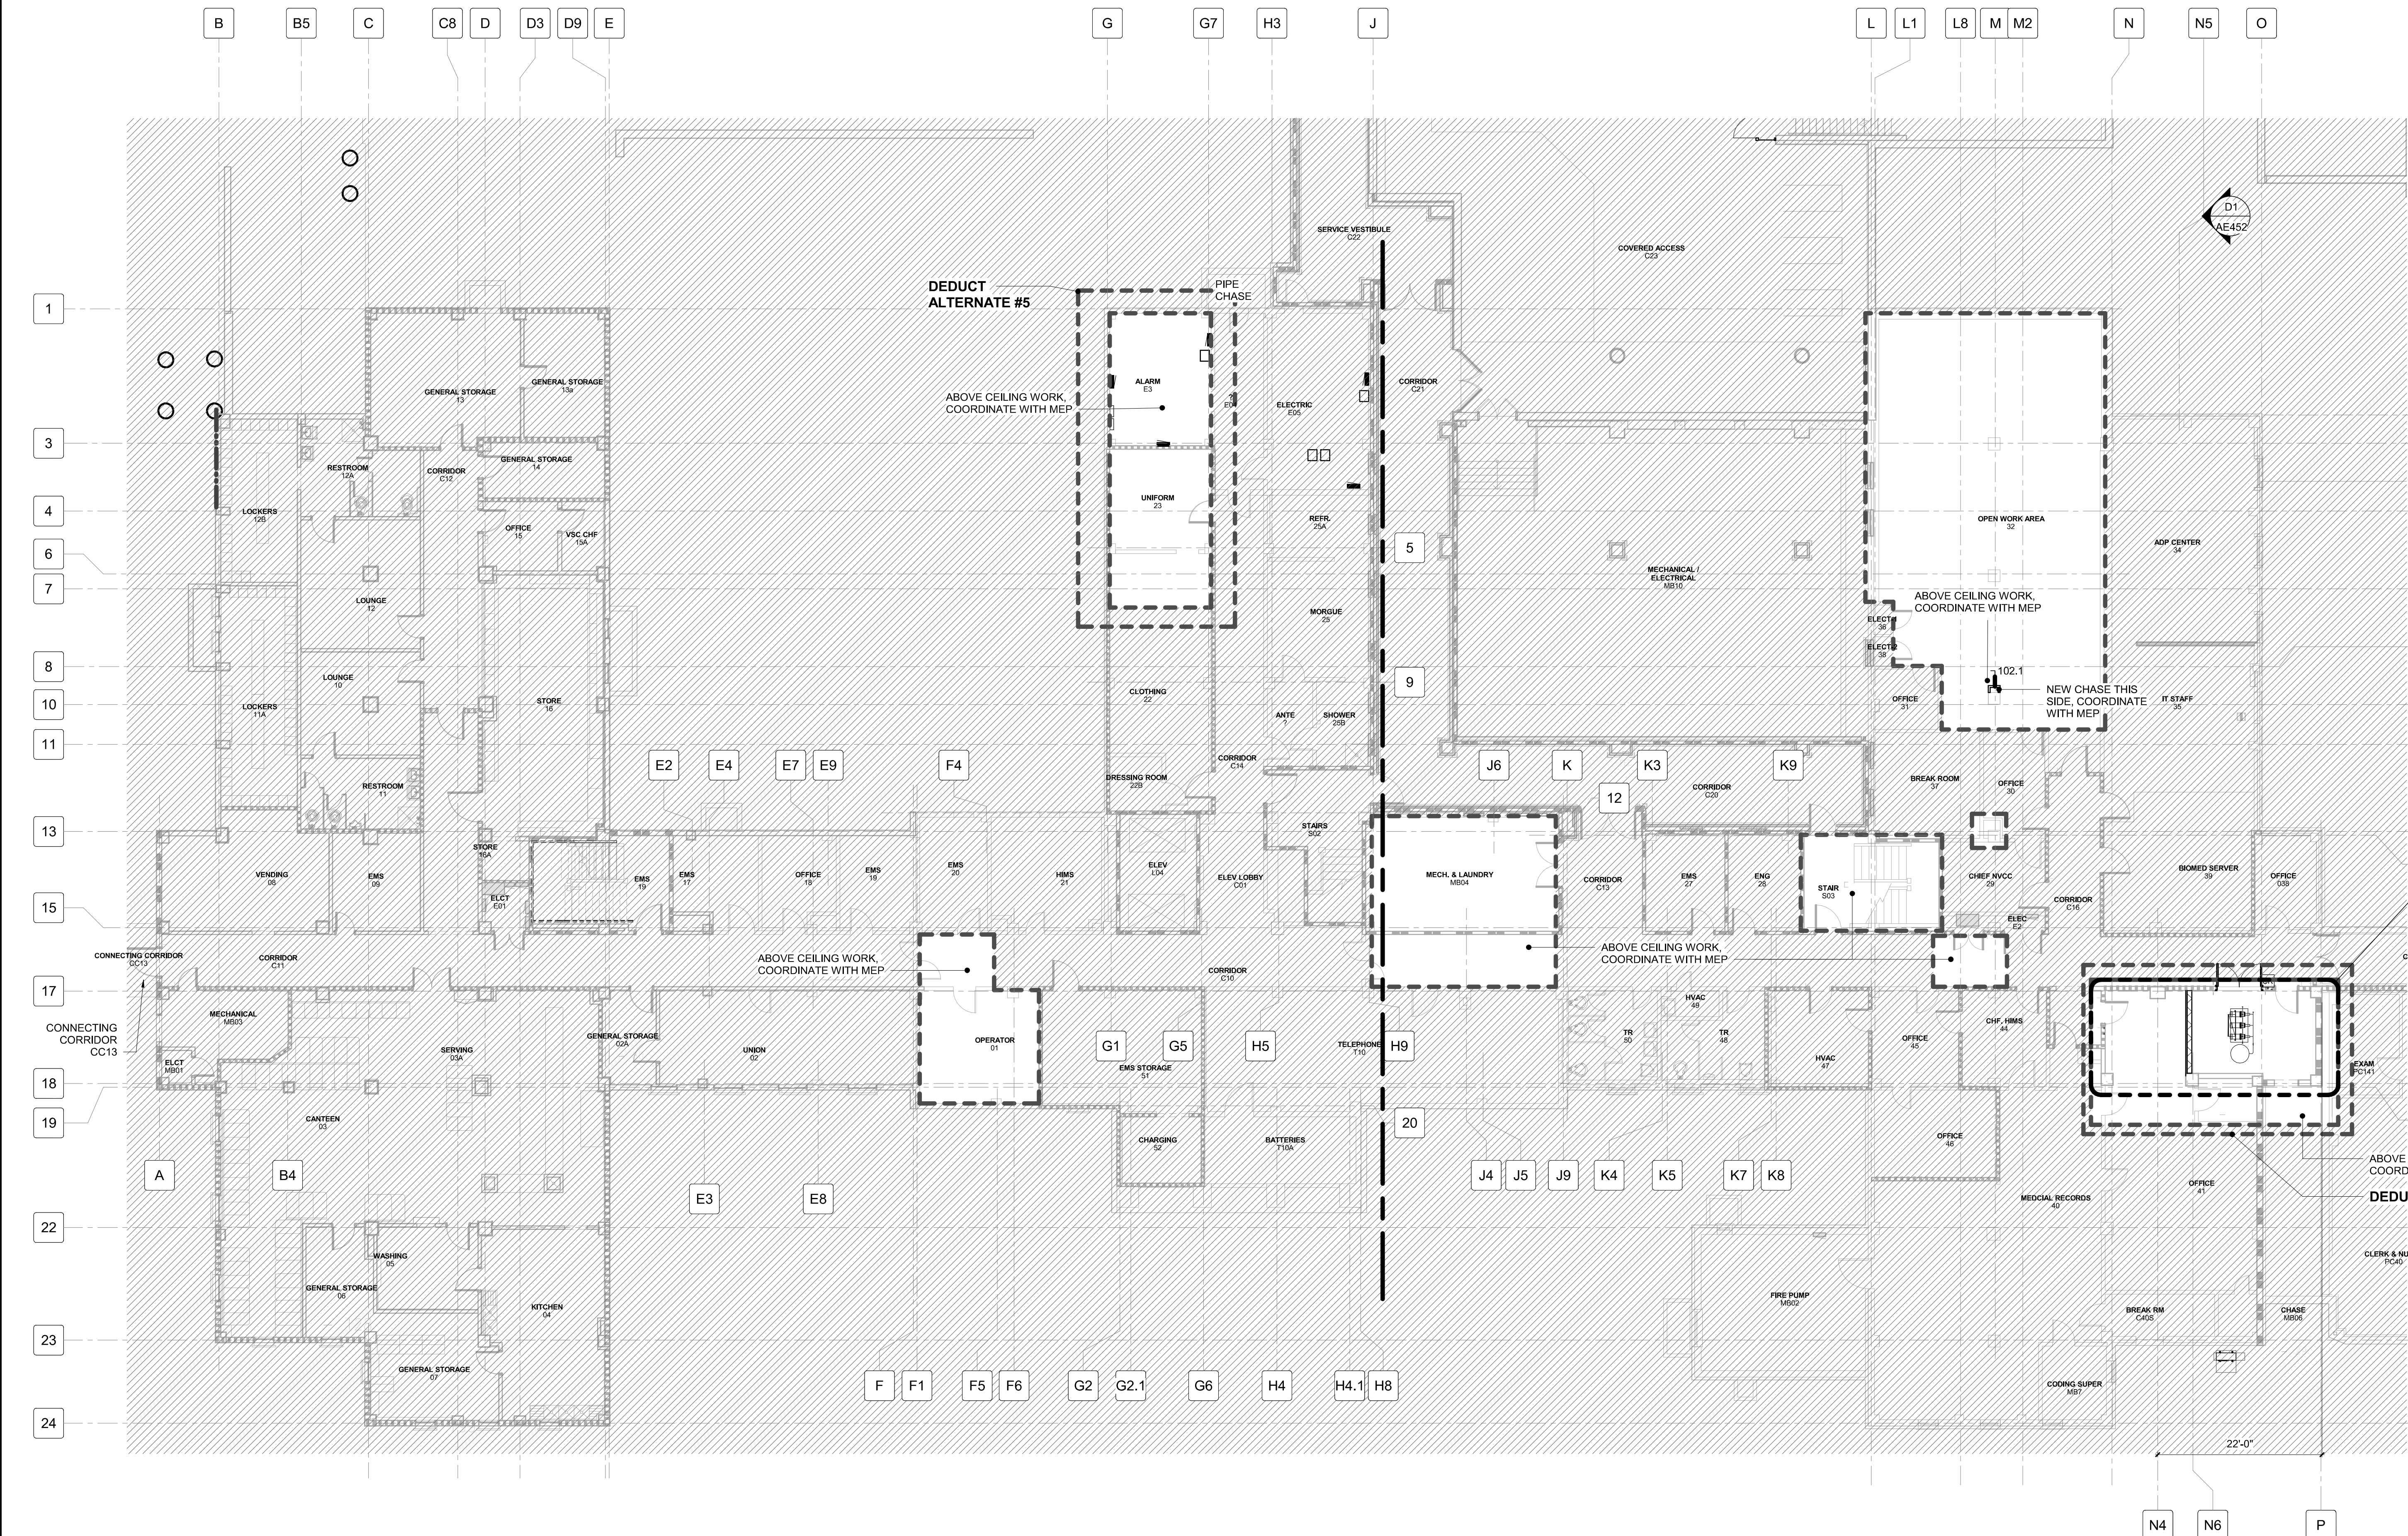 B
B5
C
C8
D
D3
D9
E
G
G7
H3
J
L
L1
L8
M
M2
N
N5
O
D1
AE452
SERVICE VESTIBULE
C22
COVERED ACCESS
C23
DEDUCT
ALTERNATE #5
PIPE
CHASE
1
ALARM
E3
ABOVE CEILING WORK,
COORDINATE WITH MEP
?
ELECTRIC
E05
CORRIDOR
C21
GENERAL STORAGE
13
GENERAL STORAGE
13a
3
RESTROOM
12A
CORRIDOR
C12
GENERAL STORAGE
14
UNIFORM
23
4
LOCKERS
12B
OFFICE
15
VSC CHF
15A
REFR.
25A
OPEN WORK AREA
32
ADP CENTER
34
6
5
7
MECHANICAL /
ELECTRICAL
MB10
LOUNGE
12
MORGUE
25
ABOVE CEILING WORK,
COORDINATE WITH MEP
ELECT-1
36
ELECT-2
38
8
LOUNGE
10
9
102.1
CLOTHING
22
OFFICE
31
NEW CHASE THIS
SIDE, COORDINATE
WITH MEP
IT STAFF
35
10
LOCKERS
11A
STORE
16
ANTE
?
SHOWER
25B
11
E2
E4
E7
E9
F4
CORRIDOR
C14
J6
K
K3
K9
DRESSING ROOM
22B
RESTROOM
11
12
CORRIDOR
C20
BREAK ROOM
37
OFFICE
30
13
STAIRS
S02
STORE
16A
VENDING
08
EMS
09
EMS
19
EMS
17
OFFICE
18
EMS
19
EMS
20
HIMS
21
ELEV
L04
ELEV LOBBY
C01
MECH. & LAUNDRY
MB04
CORRIDOR
C13
EMS
27
ENG
28
STAIR
S03
CHIEF NVCC
29
BIOMED SERVER
39
OFFICE
038
ELCT
E01
15
CORRIDOR
C16
ELEC
E2
CONNECTING CORRIDOR
CC13
CORRIDOR
C11
ABOVE CEILING WORK,
COORDINATE WITH MEP
CORRIDOR
C10
ABOVE CEILING WORK,
COORDINATE WITH MEP
17
MECHANICAL
MB03
HVAC
49
CONNECTING
CORRIDOR
CC13
SERVING
03A
GENERAL STORAGE
02A
UNION
02
OPERATOR
01
G1
G5
H5
TELEPHONE
T10
H9
TR
50
TR
48
HVAC
47
OFFICE
45
CHF. HIMS
44
ELCT
MB01
EMS STORAGE
51
EXAM
PC141
18
19
CANTEEN
03
20
CHARGING
52
BATTERIES
T10A
OFFICE
46
A
B4
E3
E8
J4
J5
J9
K4
K5
K7
K8
ABOVE
COORD
OFFICE
41
DEDU
MEDCIAL RECORDS
40
22
WASHING
05
GENERAL STORAGE
06
KITCHEN
04
CLERK & NU
PC40
FIRE PUMP
MB02
BREAK RM
C40S
CHASE
MB06
23
GENERAL STORAGE
07
F
F1
F5
F6
G2
G2.1
G6
H4
H4.1
H8
CODING SUPER
MB7
24
22'-0"
N4
N6
P